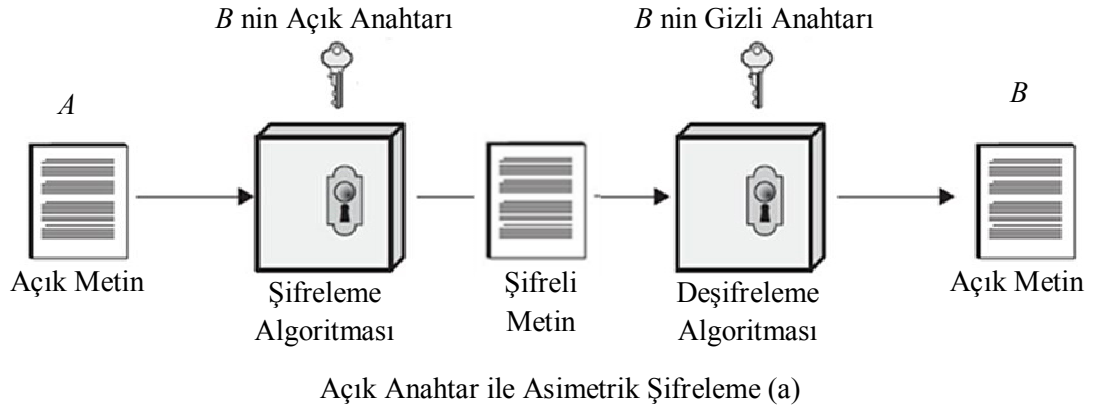 B nin Açık Anahtarı
B nin Gizli Anahtarı
A
B
Açık Metin
Şifreleme
Algoritması
Şifreli
Metin
Deşifreleme
Algoritması
Açık Metin
Açık Anahtar ile Asimetrik Şifreleme (a)